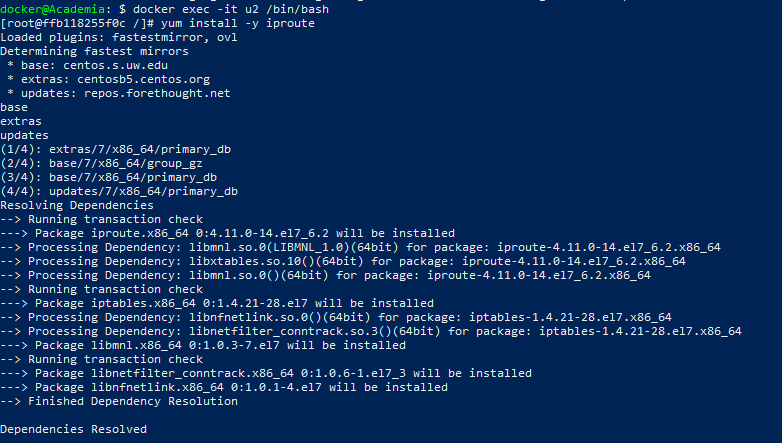 docker@Academia: $ docker exec -it u2 /bin/bash
[root@ffb118255f0c /]# yum install -y iproute
Loaded plugins: fastestmirror, ovl
Determining fastest mirrors
 * base: centos.s.uw.edu
 * extras: centosb5.centos.org
 * updates: repos.forethought.net
base
extras
updates
(1/4): extras/7/x86_64/primary_db
(2/4): base/7/x86_64/group_gz
(3/4): base/7/x86_64/primary_db
(4/4): updates/7/x86_64/primary_db
Resolving Dependencies
--> Running transaction check
---> Package iproute.x86_64 0:4.11.0-14.el7_6.2 will be installed
--> Processing Dependency: libmnl.so.0(LIBMNL_1.0)(64bit) for package: iproute-4.11.0-14.el7_6.2.x86_64
--> Processing Dependency: libxtables.so.10()(64bit) for package: iproute-4.11.0-14.el7_6.2.x86_64
--> Processing Dependency: libmnl.so.0()(64bit) for package: iproute-4.11.0-14.el7_6.2.x86_64
--> Running transaction check
---> Package iptables.x86_64 0:1.4.21-28.el7 will be installed
--> Processing Dependency: libnfnetlink.so.0()(64bit) for package: iptables-1.4.21-28.el7.x86_64
--> Processing Dependency: libnetfilter_conntrack.so.3()(64bit) for package: iptables-1.4.21-28.el7.x86_64
---> Package libmnl.x86_64 0:1.0.3-7.el7 will be installed
--> Running transaction check
---> Package libnetfilter_conntrack.x86_64 0:1.0.6-1.el7_3 will be installed
---> Package libnfnetlink.x86_64 0:1.0.1-4.el7 will be installed
--> Finished Dependency Resolution
Dependencies Resolved